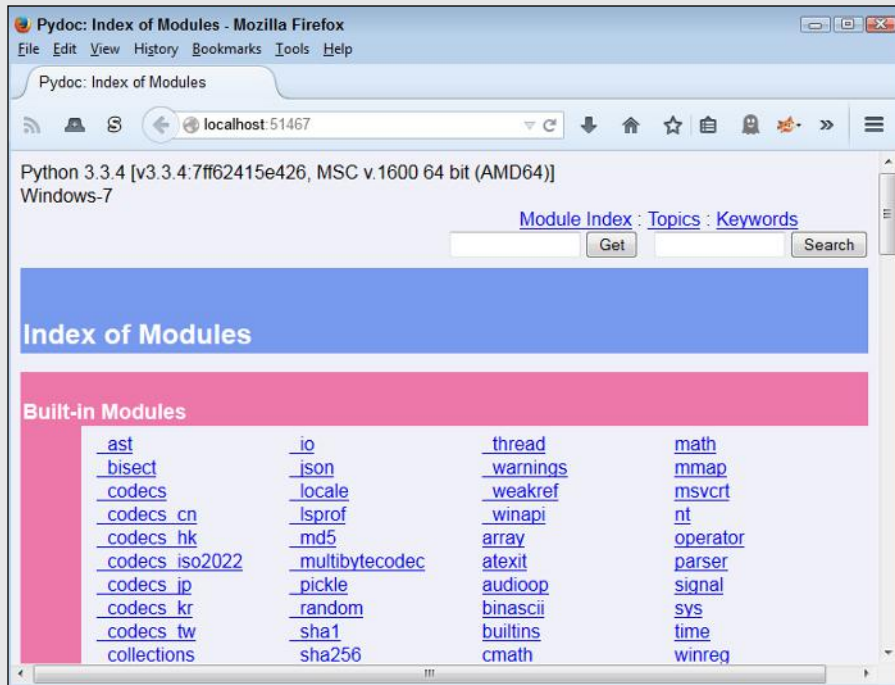 Pydoc: Index of Modules - Mozilla Firefox
File Edit View History Bookmarks Tools Help
Pydoc: Index of Modules
S localhost:51467
Python 3.3.4 [v3.3.4:7ff62415e426, MSC v.1600 64 bit (AMD64)]
Windows-7
Module Index : Topics : Keywords
Get Search
Index of Modules
Built-in Modules
_ast _io _thread math
_bisect _json _warnings mmap
_codecs _locale _weakref msvcrt
_codecs_cn _lsprof _winapi nt
_codecs_hk _md5 array operator
_codecs_iso2022 _multibytecodec atexit parser
_codecs_jp _pickle audioop signal
_codecs_kr _random binascii sys
_codecs_tw _sha1 builtins time
_collections _sha256 cmath winreg